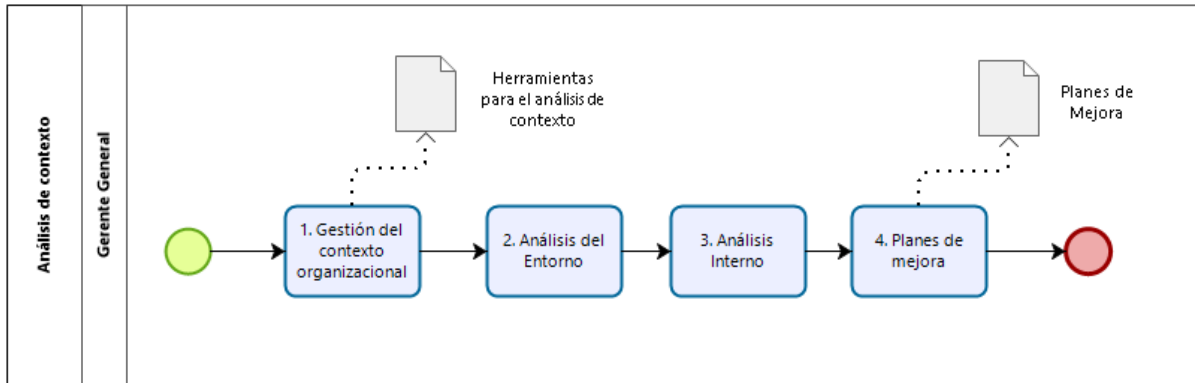 Análisis de contexto
Gerente General
Herramientas
para el análisis de
contexto
Planes de
Mejora
1. Gestión del
contexto
organizacional
2. Análisis del
Entorno
3. Análisis
Interno
4. Planes de
mejora